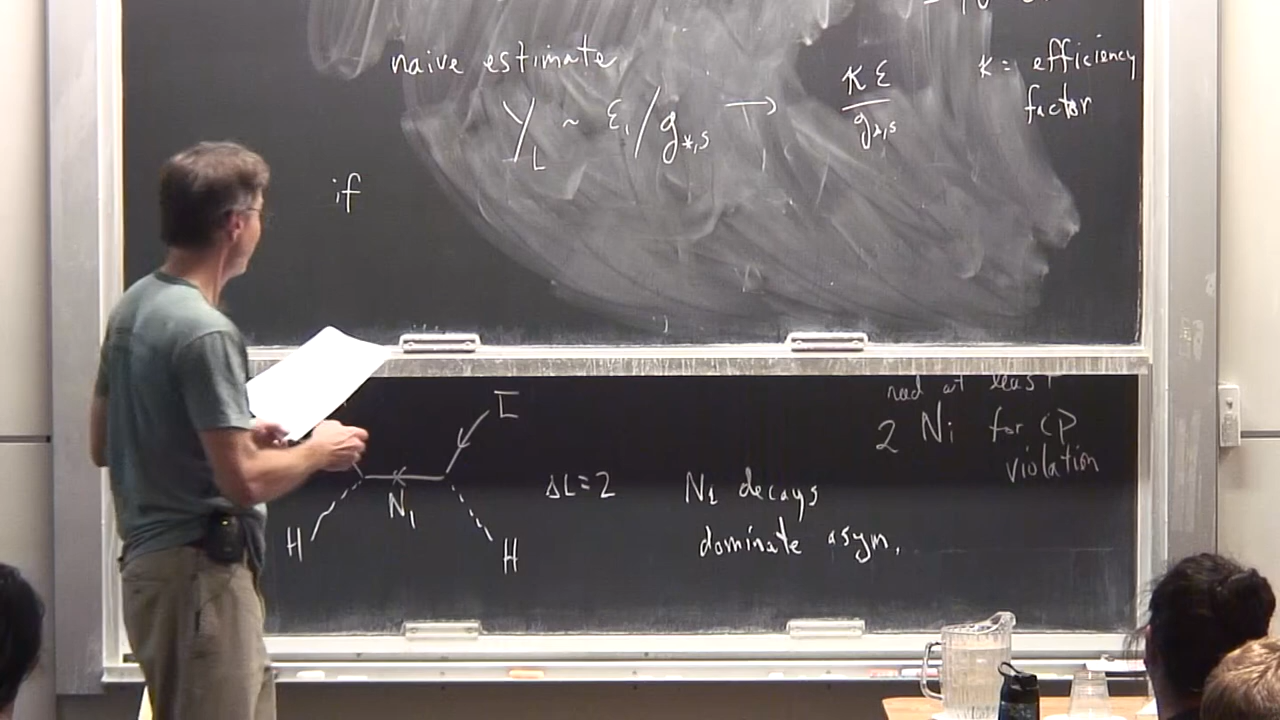 naive estimate
Y_L ~ ε_1/g_{*,s} → κε/g_{*,s}
κ = efficiency
factor
if
need at least
2 N_i for CP
violation
L
ΔL=2 N_1 decays
N_1
H
H
dominate asym.